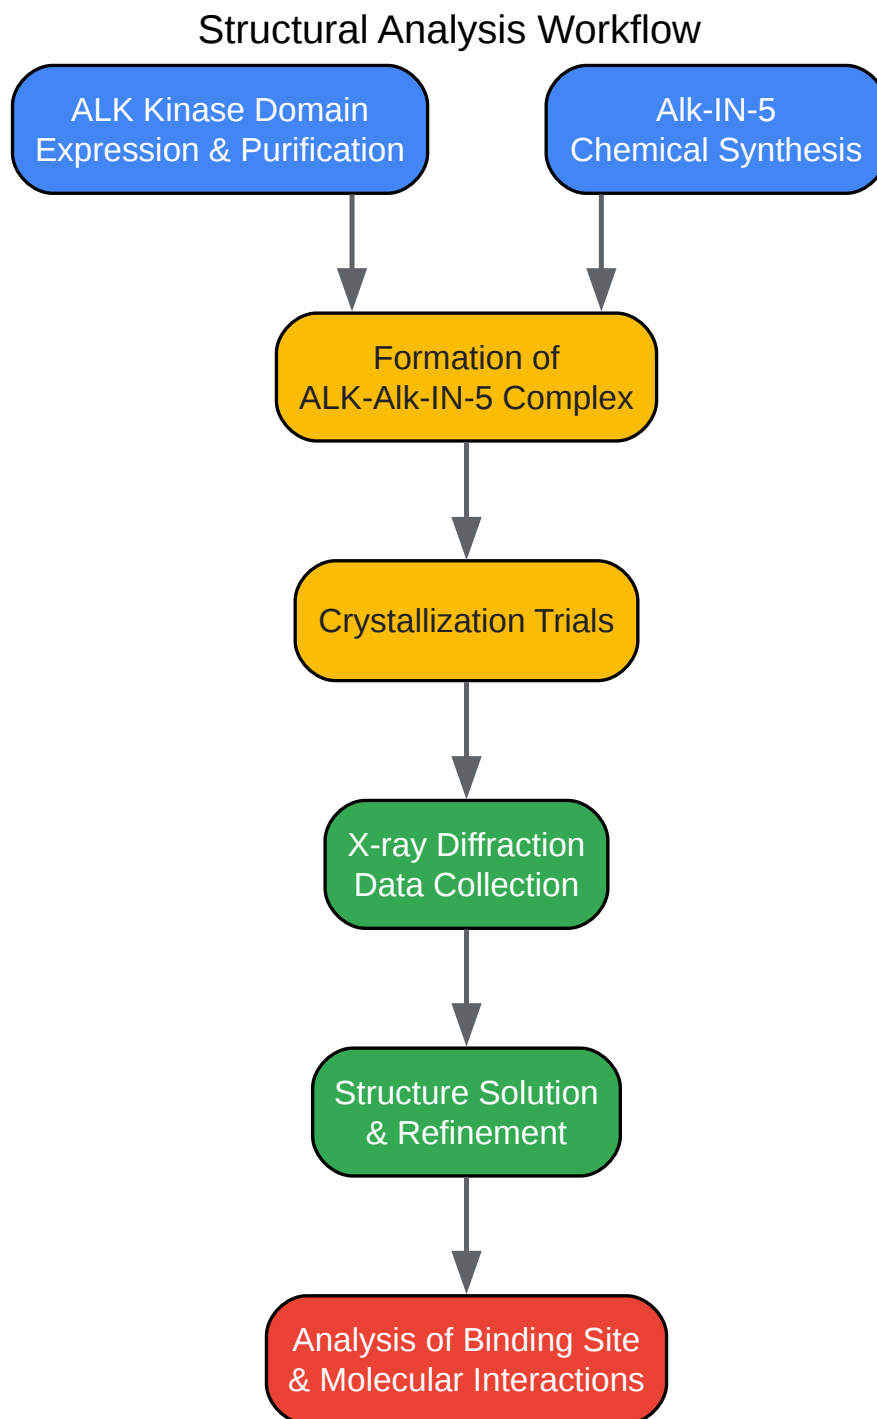 Structural Analysis Workflow
ALK Kinase Domain
Expression & Purification
Alk-IN-5
Chemical Synthesis
Formation of
ALK-Alk-IN-5 Complex
Crystallization Trials
X-ray Diffraction
Data Collection
Structure Solution
& Refinement
Analysis of Binding Site
& Molecular Interactions